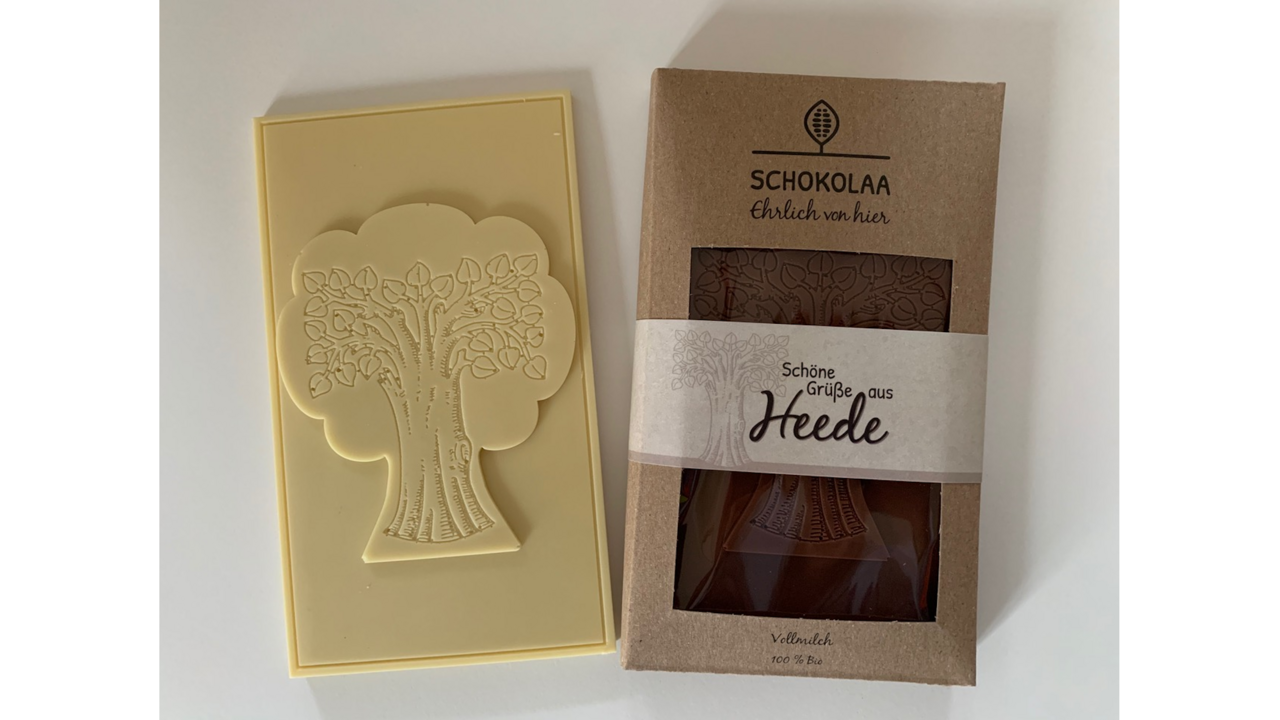 SCHOKOLAA
Ehrlich von hier
Schöne
Grüße aus
Heede
Vollmilch
100 % Bio